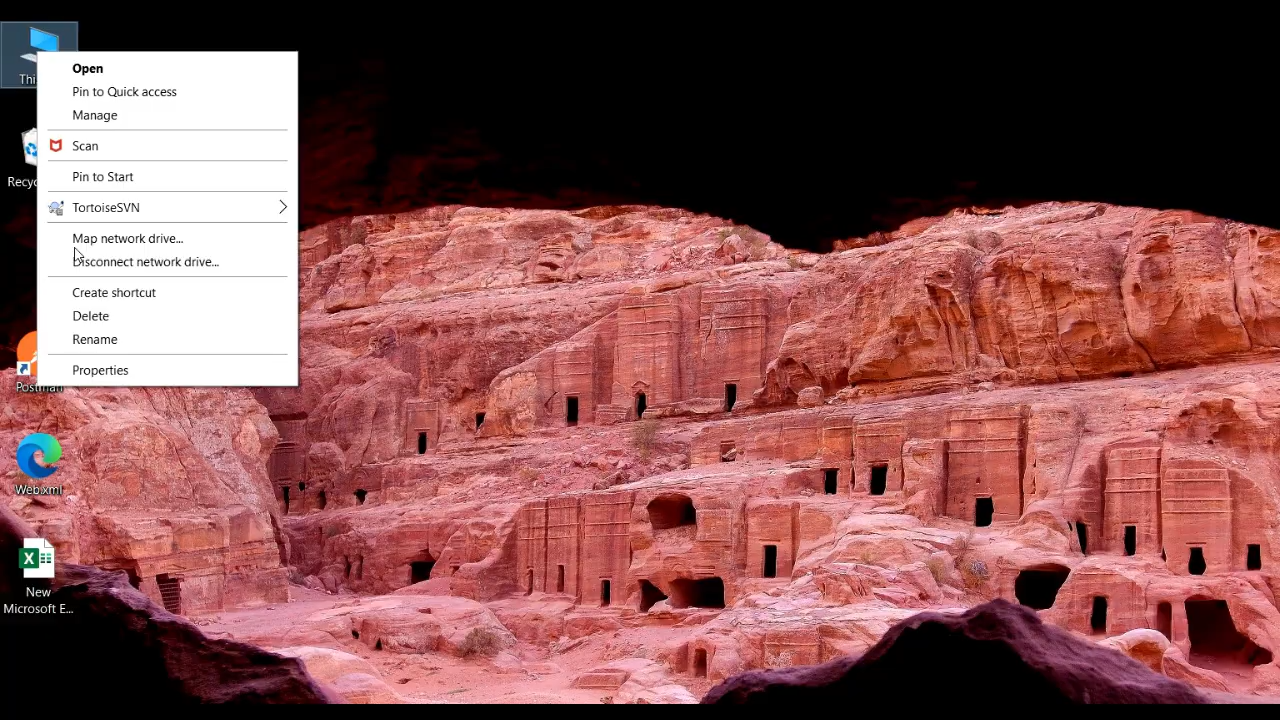 Open
Thi
Pin to Quick access
Manage
Scan
Pin to Start
Recyc
TortoiseSVN
Map network drive...
Disconnect network drive...
Create shortcut
Delete
Rename
Properties
Postman
Web.xml
New
Microsoft E...